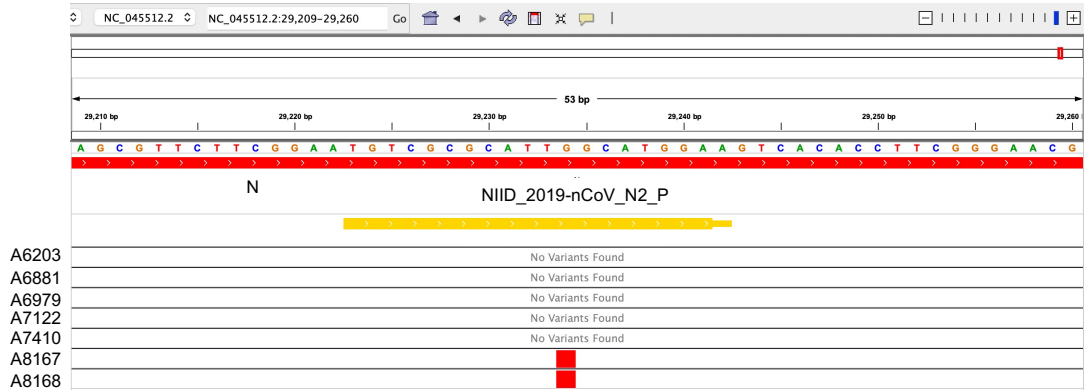 NC_045512.2 NC_045512.2:29,209-29,260 Go
53 bp
29,210 bp 29,220 bp 29,230 bp 29,240 bp 29,250 bp 29,260
A G C G T T C T T C G G A A T G T C G C G C A T T G G C A T G G A A G T C A C A C C T T C G G G A A C G
N NIID_2019-nCoV_N2_P
A6203 No Variants Found
A6881 No Variants Found
A6979 No Variants Found
A7122 No Variants Found
A7410 No Variants Found
A8167
A8168